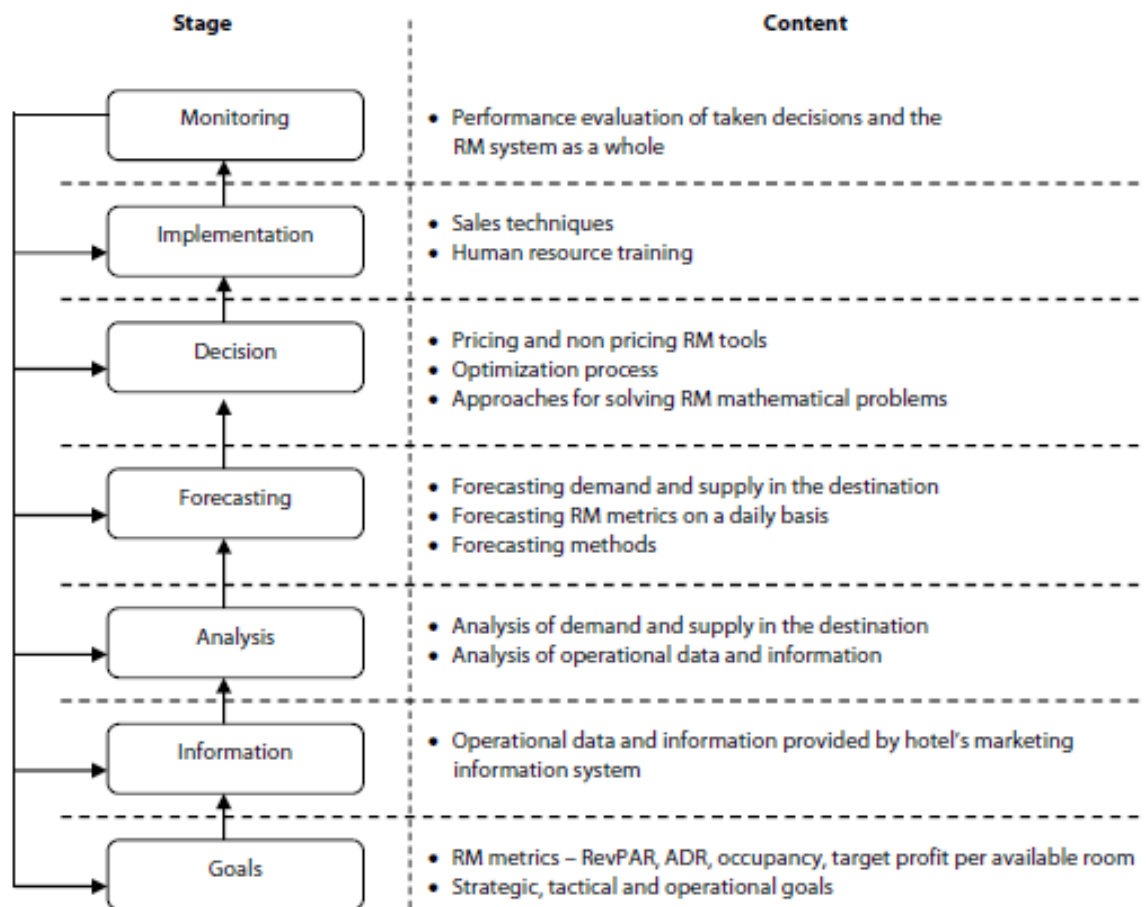 Stage
Content
Monitoring
• Performance evaluation of taken decisions and the
RM system as a whole
Implementation
• Sales techniques
• Human resource training
Decision
• Pricing and non pricing RM tools
• Optimization process
• Approaches for solving RM mathematical problems
Forecasting
• Forecasting demand and supply in the destination
• Forecasting RM metrics on a daily basis
• Forecasting methods
Analysis
• Analysis of demand and supply in the destination
• Analysis of operational data and information
Information
• Operational data and information provided by hotel's marketing
information system
Goals
• RM metrics – RevPAR, ADR, occupancy, target profit per available room
• Strategic, tactical and operational goals